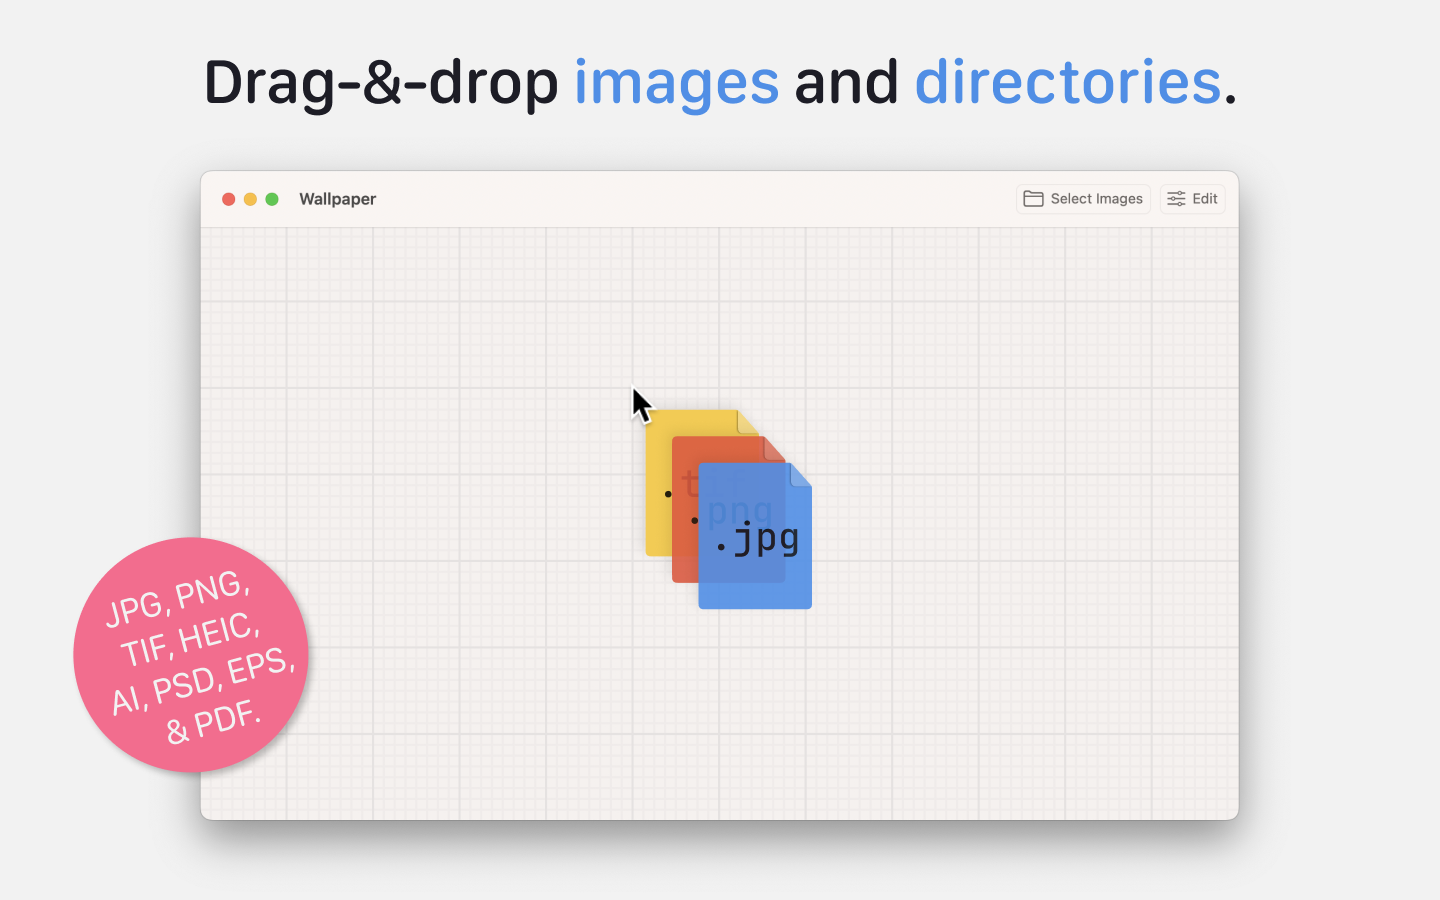 Drag-&-drop images and directories.
Wallpaper
Select Images
Edit
.png
.jpg
JPG, PNG,
TIF, HEIC,
AI, PSD, EPS,
& PDF.